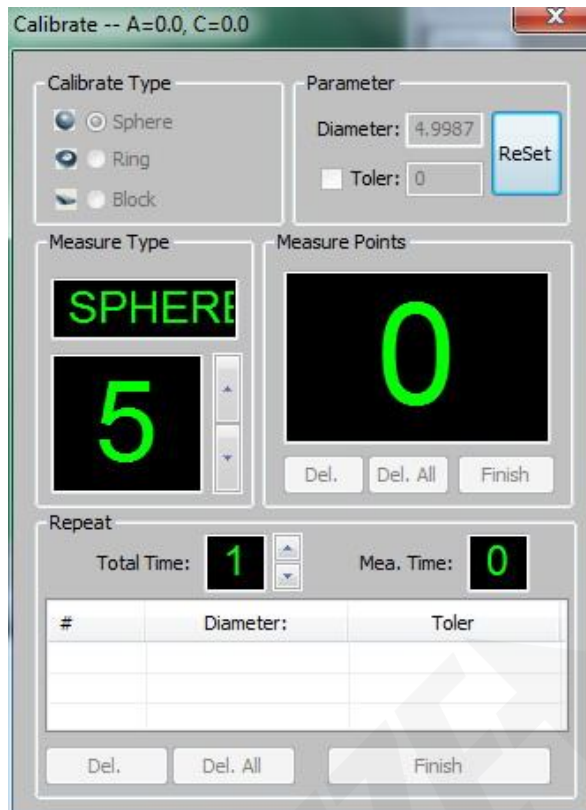 Calibrate -- A=0.0, C=0.0
X
Calibrate Type
Sphere
Ring
Block
Parameter
Diameter: 4.9987
Toler: 0
ReSet
Measure Type
SPHERE
5
Measure Points
0
Del. Del. All Finish
Repeat
Total Time: 1 Mea. Time: 0
# Diameter: Toler
Del. Del. All Finish